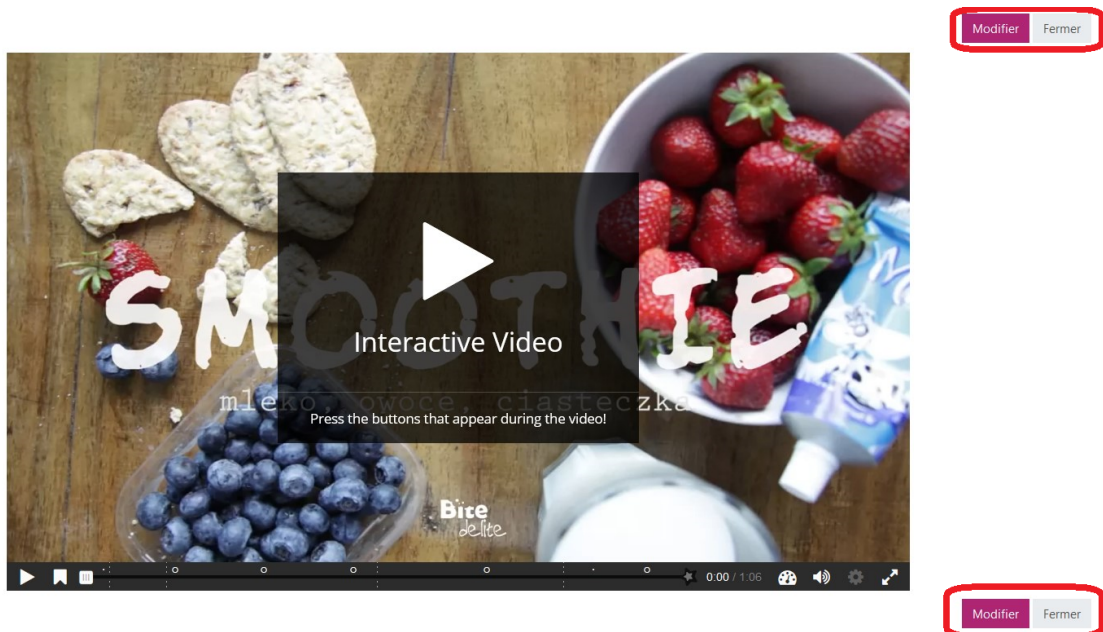 Modifier Fermer
SMOOTHIE
Interactive Video
mleko, owoce, ciasteczka
Press the buttons that appear during the video!
Bite
delite
0:00 / 1:06
Modifier Fermer